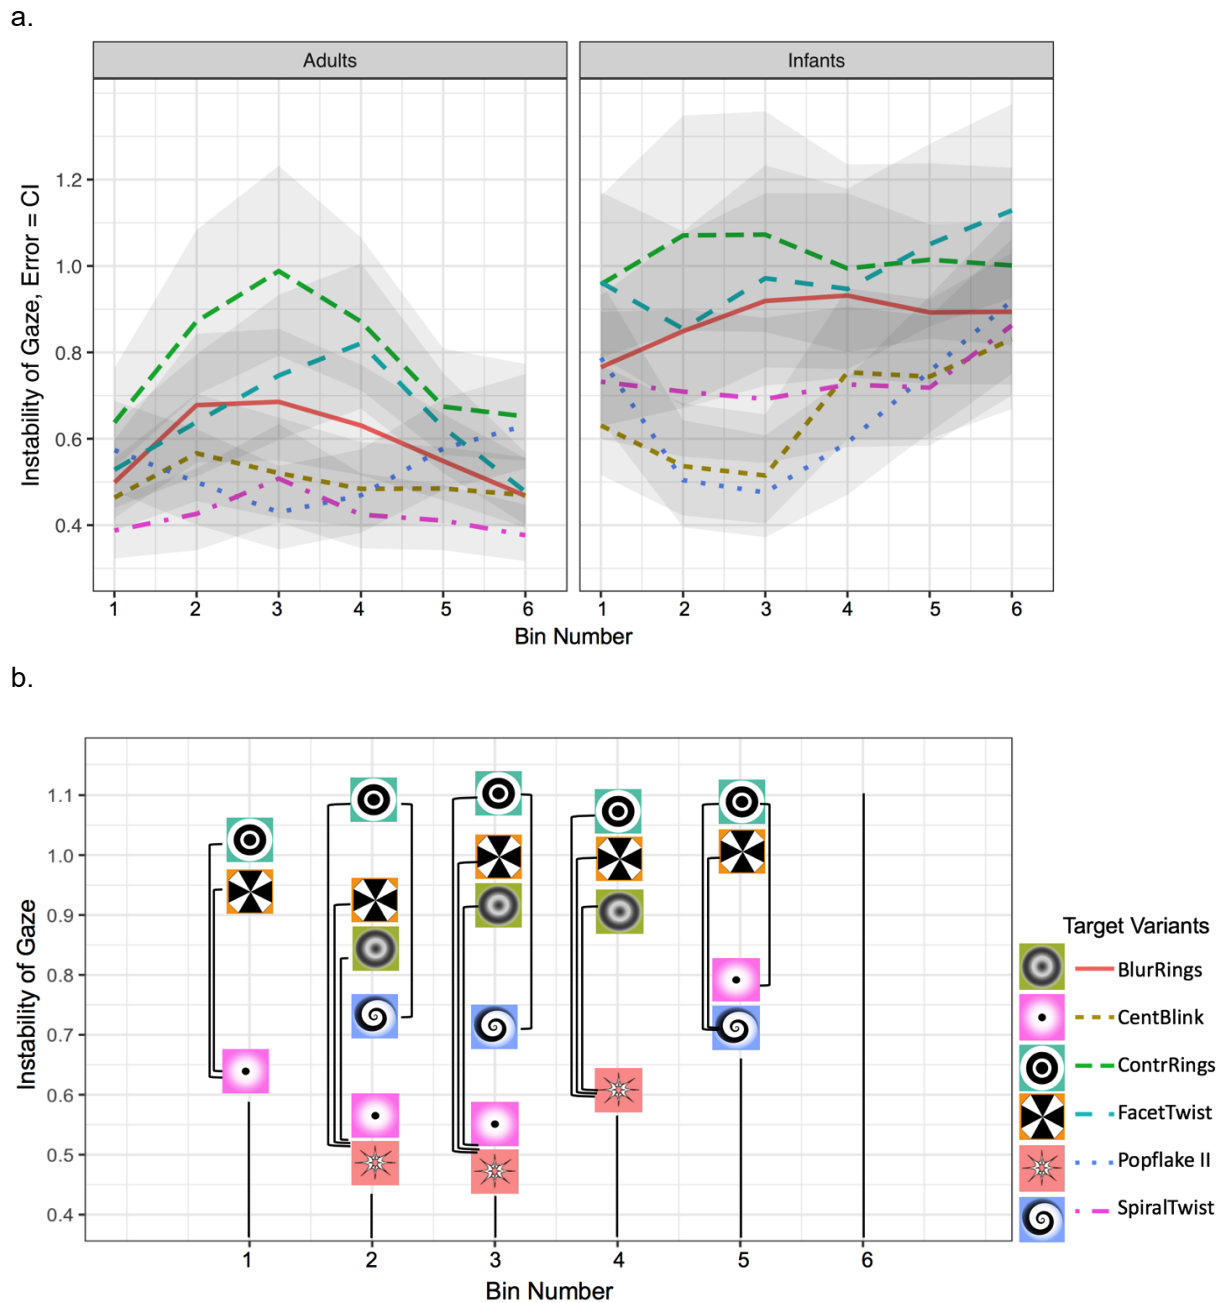 a.
Adults
Infants
Instability of Gaze, Error = CI
1.2
1.0
0.8
0.6
0.4
1 2 3 4 5 6
1 2 3 4 5 6
Bin Number
b.
Instability of Gaze
1.1
1.0
0.9
0.8
0.7
0.6
0.5
0.4
1 2 3 4 5 6
Bin Number
Target Variants
BlurRings
CentBlink
ContrRings
FacetTwist
Popflake II
SpiralTwist